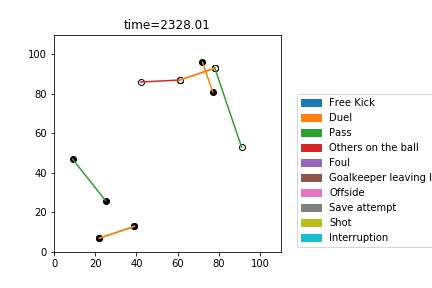 time=2328.01
100
80
60
40
20
0
0 20 40 60 80 100
Free Kick
Duel
Pass
Others on the ball
Foul
Goalkeeper leaving l
Offside
Save attempt
Shot
Interruption